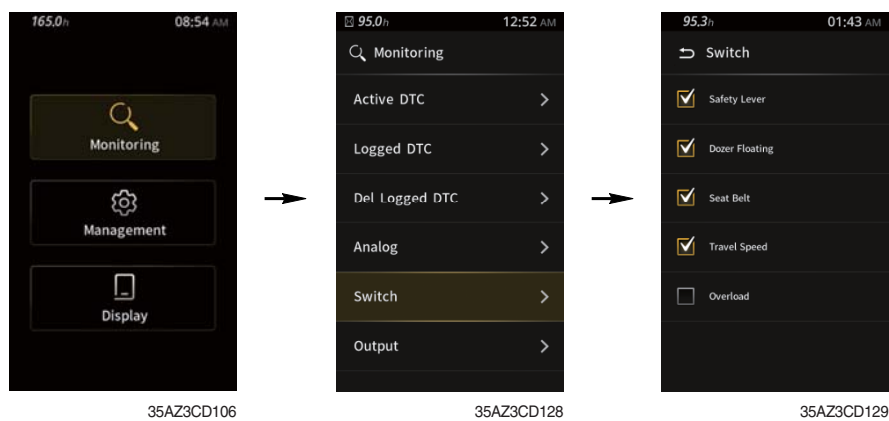 165.0h 08:54 AM
Monitoring
Management
Display
35AZ3CD106
95.0h 12:52 AM
Monitoring
Active DTC
Logged DTC
Del Logged DTC
Analog
Switch
Output
35AZ3CD128
95.3h 01:43 AM
Switch
Safety Lever
Dozer Floating
Seat Belt
Travel Speed
Overload
35AZ3CD129